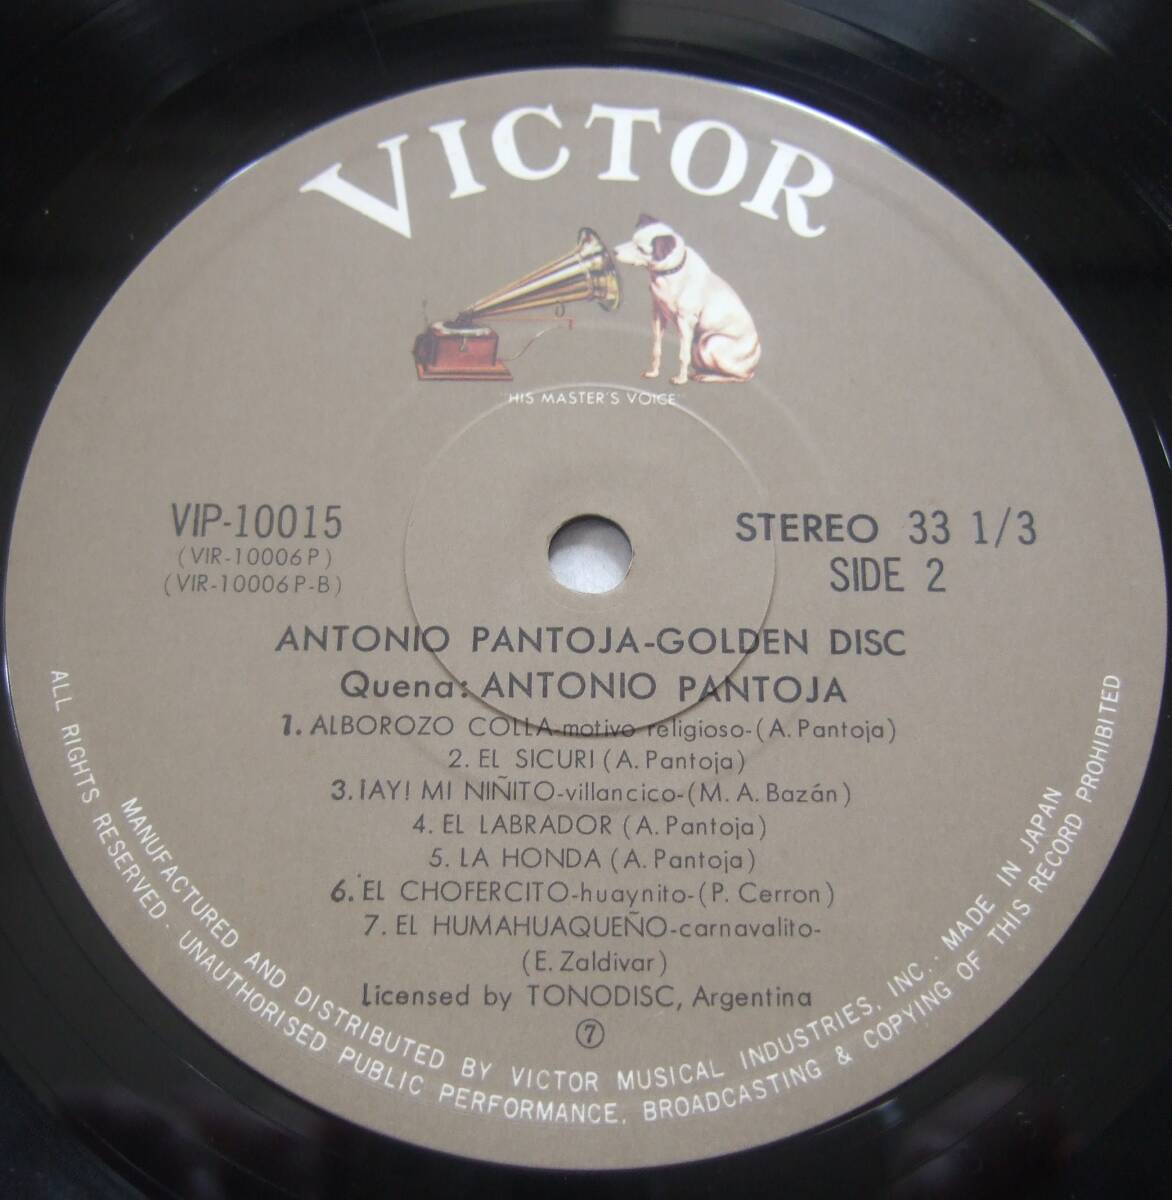 VICTOR
"HIS MASTER'S VOICE"
VIP-10015
(VIR-10006P)
(VIR-10006P-B)
STEREO 33 1/3
SIDE 2
ANTONIO PANTOJA-GOLDEN DISC
Quena: ANTONIO PANTOJA
1. ALBOROZO COLLA-motivo religioso-(A. Pantoja)
2. EL SICURI (A. Pantoja)
3. ¡AY! MI NIÑITO-villancico-(M. A. Bazán)
4. EL LABRADOR (A. Pantoja)
5. LA HONDA (A. Pantoja)
6. EL CHOFERCITO-huaynito-(P. Cerron)
7. EL HUMAHUAQUEÑO-carnavalito-
(E. Zaldivar)
Licensed by TONODISC, Argentina
⑦
MANUFACTURED AND DISTRIBUTED BY VICTOR MUSICAL INDUSTRIES, INC.. MADE IN JAPAN
ALL RIGHTS RESERVED. UNAUTHORISED PUBLIC PERFORMANCE, BROADCASTING & COPYING OF THIS RECORD PROHIBITED